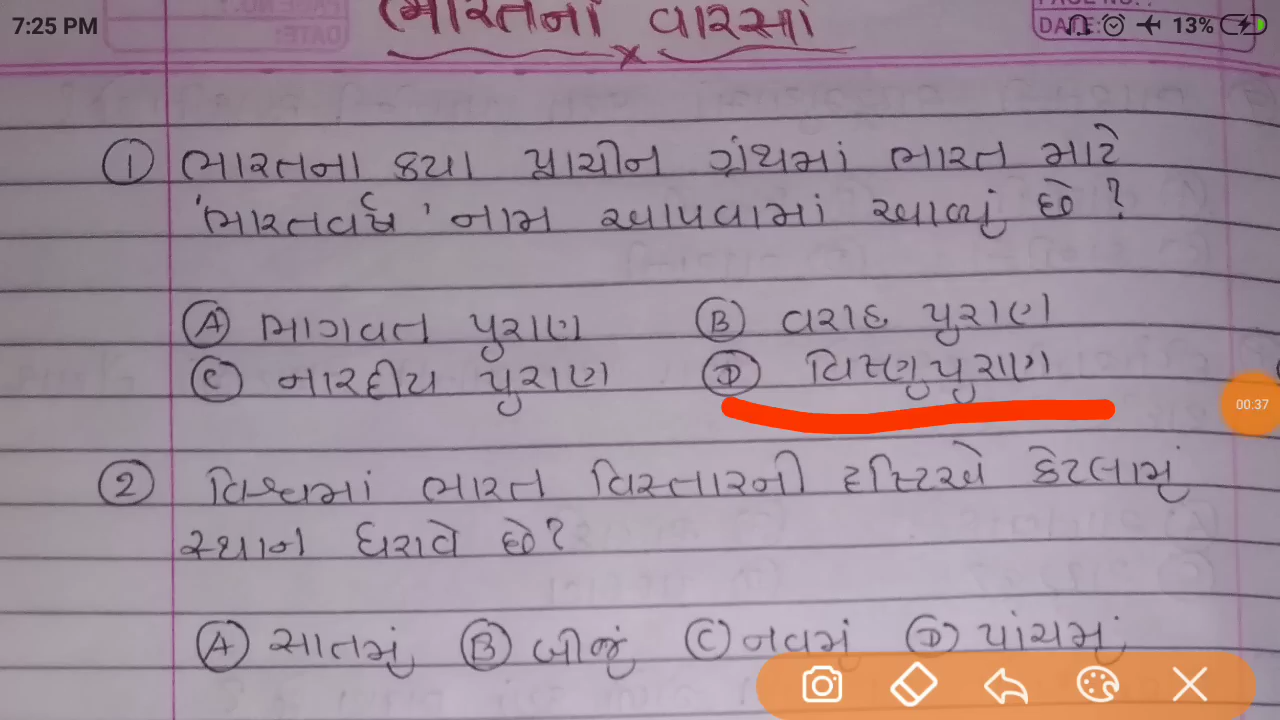 7:25 PM
13%
ભારતનો વારસો
DATE:
① ભારતના કયા પ્રાચીન ગ્રંથમાં ભારત માટે
'ભારતવર્ષ' નામ આપવામાં આવ્યું છે ?
Ⓐ ભાગવત પુરાણ Ⓑ વરાહ પુરાણ
Ⓒ નારદીય પુરાણ Ⓓ વિષ્ણુપુરાણ
00:37
② વિશ્વમાં ભારત વિસ્તારની દૃષ્ટિએ કેટલામું
સ્થાન ધરાવે છે?
Ⓐ સાતમું Ⓑ બીજું Ⓒ નવમું Ⓓ પાંચમું